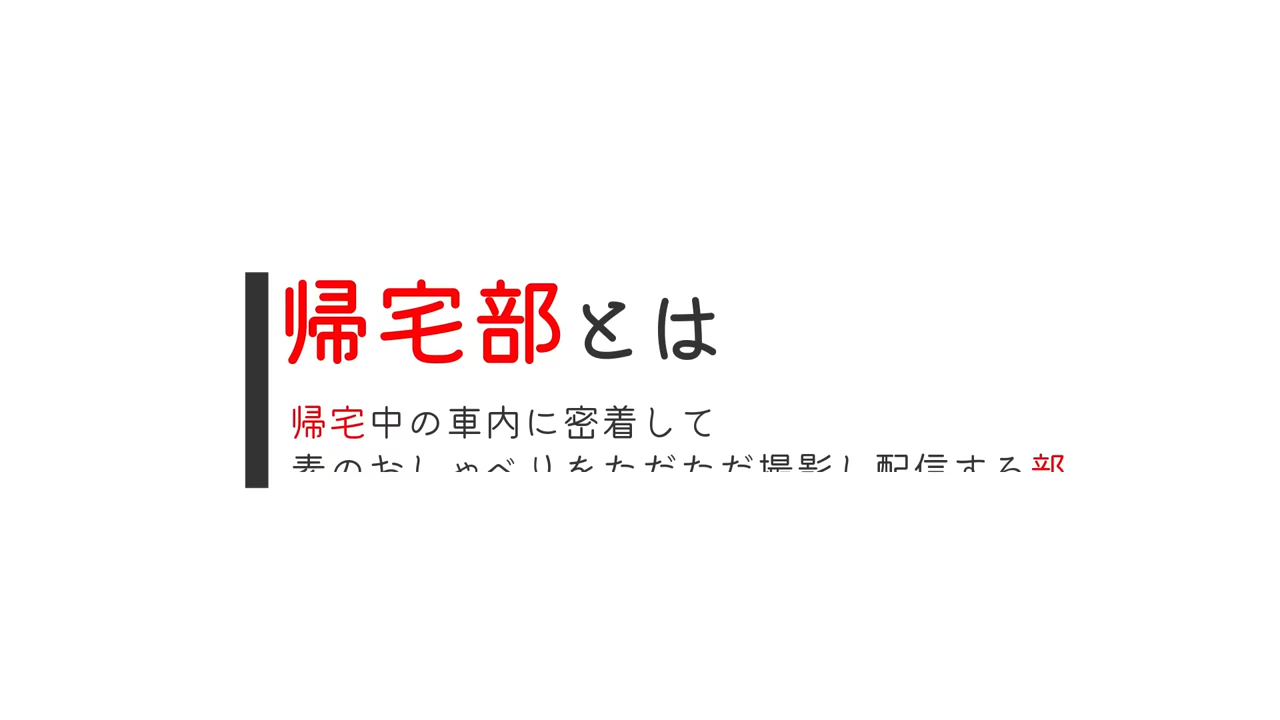 帰宅部とは
帰宅中の車内に密着して
素のおしゃべりをただただ撮影し配信する部